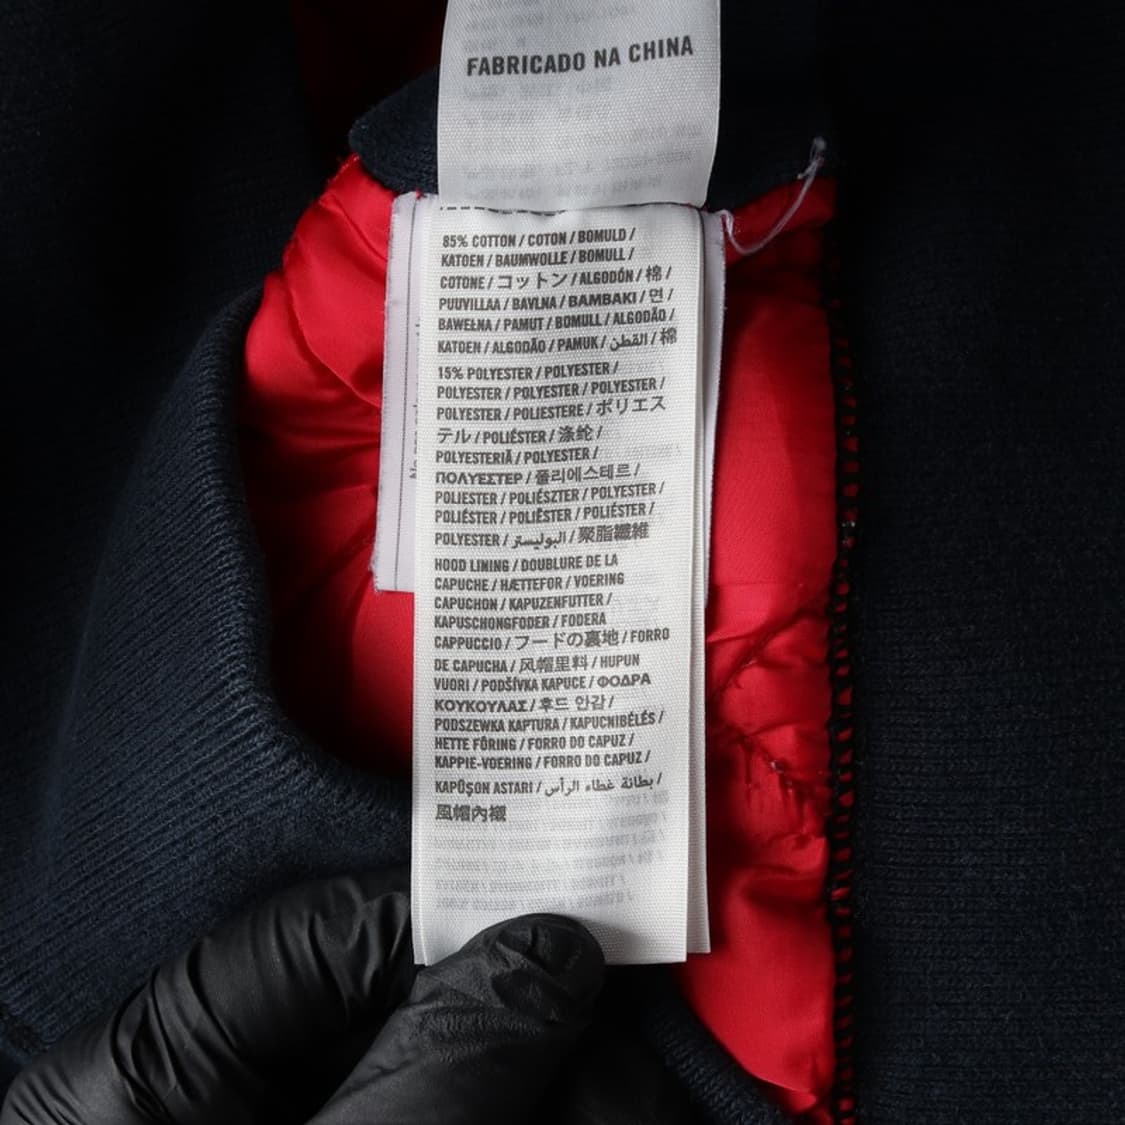 FABRICADO NA CHINA
85% COTTON / COTON / BOMULD /
KATOEN / BAUMWOLLE / BOMULL /
COTONE / コットン / ALGODÓN / 棉 /
PUUVILLAA / BAVLNA / ΒΑΜΒΑΚΙ / 면 /
BAWEŁNA / PAMUT / BOMULL / ALGODÃO /
KATOEN / ALGODÃO / PAMUK / القطن / 棉
15% POLYESTER / POLYESTER /
POLYESTER / POLYESTER / POLYESTER /
POLYESTER / POLIESTERE / ポリエス
テル / POLIÉSTER / 涤纶 /
POLYESTERIÄ / POLYESTER /
ΠΟΛΥΕΣΤΕΡ / 폴리에스테르 /
POLIESTER / POLIÉSZTER / POLYESTER /
POLIÉSTER / POLIËSTER / POLIÉSTER /
POLYESTER / البوليستر / 聚脂纖維
HOOD LINING / DOUBLURE DE LA
CAPUCHE / HÆTTEFOR / VOERING
CAPUCHON / KAPUZENFUTTER /
KAPUSCHONGFODER / FODERA
CAPPUCCIO / フードの裏地 / FORRO
DE CAPUCHA / 风帽里料 / HUPUN
VUORI / PODŠÍVKA KAPUCE / ΦΟΔΡΑ
ΚΟΥΚΟΥΛΑΣ / 후드 안감 /
PODSZEWKA KAPTURA / KAPUCNIBÉLÉS /
HETTE FÔRING / FORRO DO CAPUZ /
KAPPIE-VOERING / FORRO DO CAPUZ /
KAPÜŞON ASTARI / بطانة غطاء الرأس /
風帽內襯